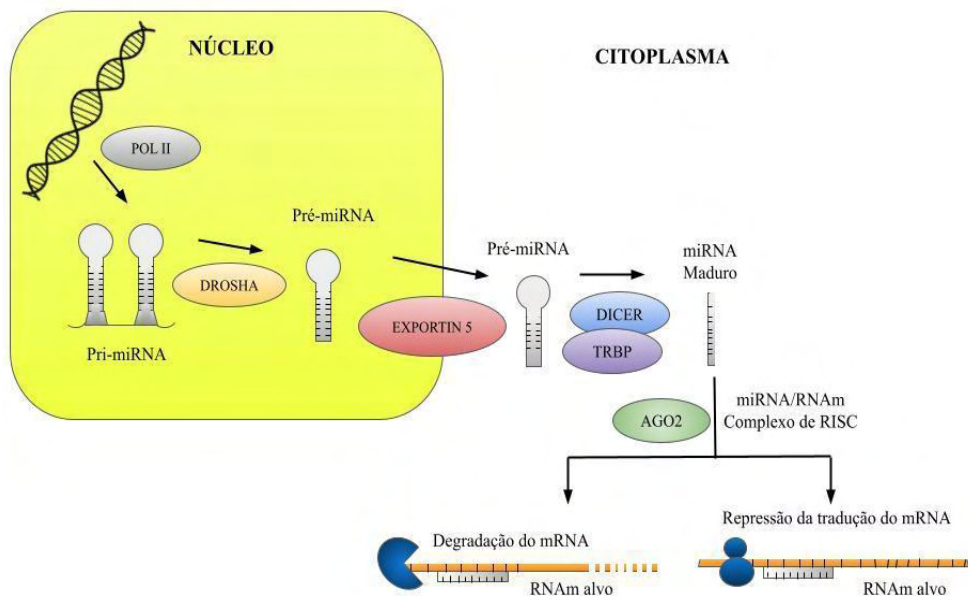 NÚCLEO
CITOPLASMA
POL II
Pré-miRNA
Pré-miRNA
miRNA
Maduro
DROSHA
DICER
EXPORTIN 5
TRBP
Pri-miRNA
miRNA/RNAm
AGO2
Complexo de RISC
Repressão da tradução do mRNA
Degradação do mRNA
RNAm alvo
RNAm alvo